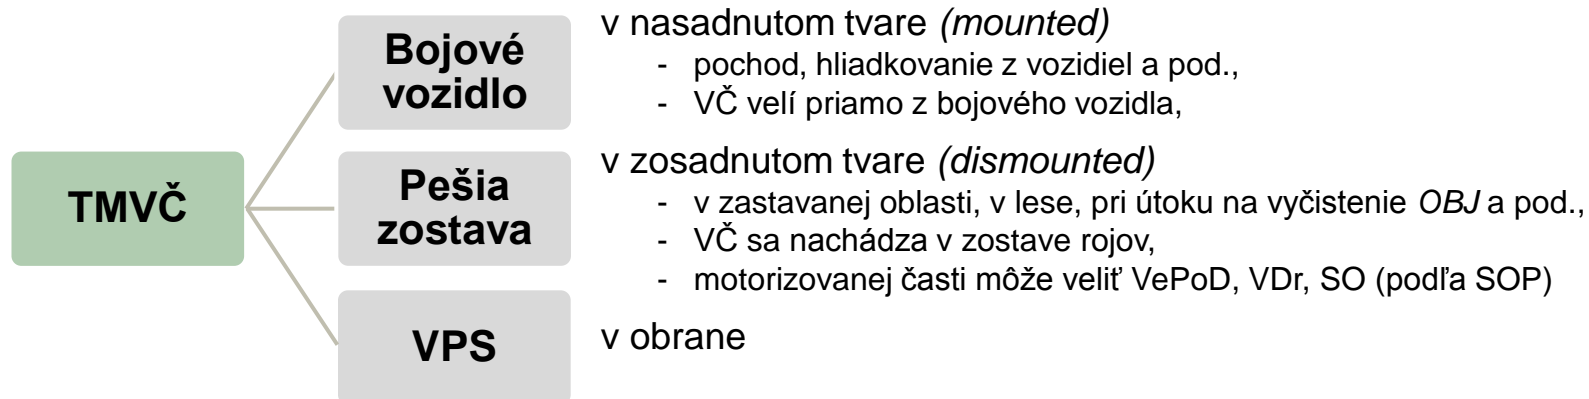 TMVČ
Bojové
vozidlo
v nasadnutom tvare (mounted)
- pochod, hliadkovanie z vozidiel a pod.,
- VČ velí priamo z bojového vozidla,
Pešia
zostava
v zosadnutom tvare (dismounted)
- v zastavanej oblasti, v lese, pri útoku na vyčistenie OBJ a pod.,
- VČ sa nachádza v zostave rojov,
- motorizovanej časti môže veliť VePoD, VDr, SO (podľa SOP)
VPS
v obrane